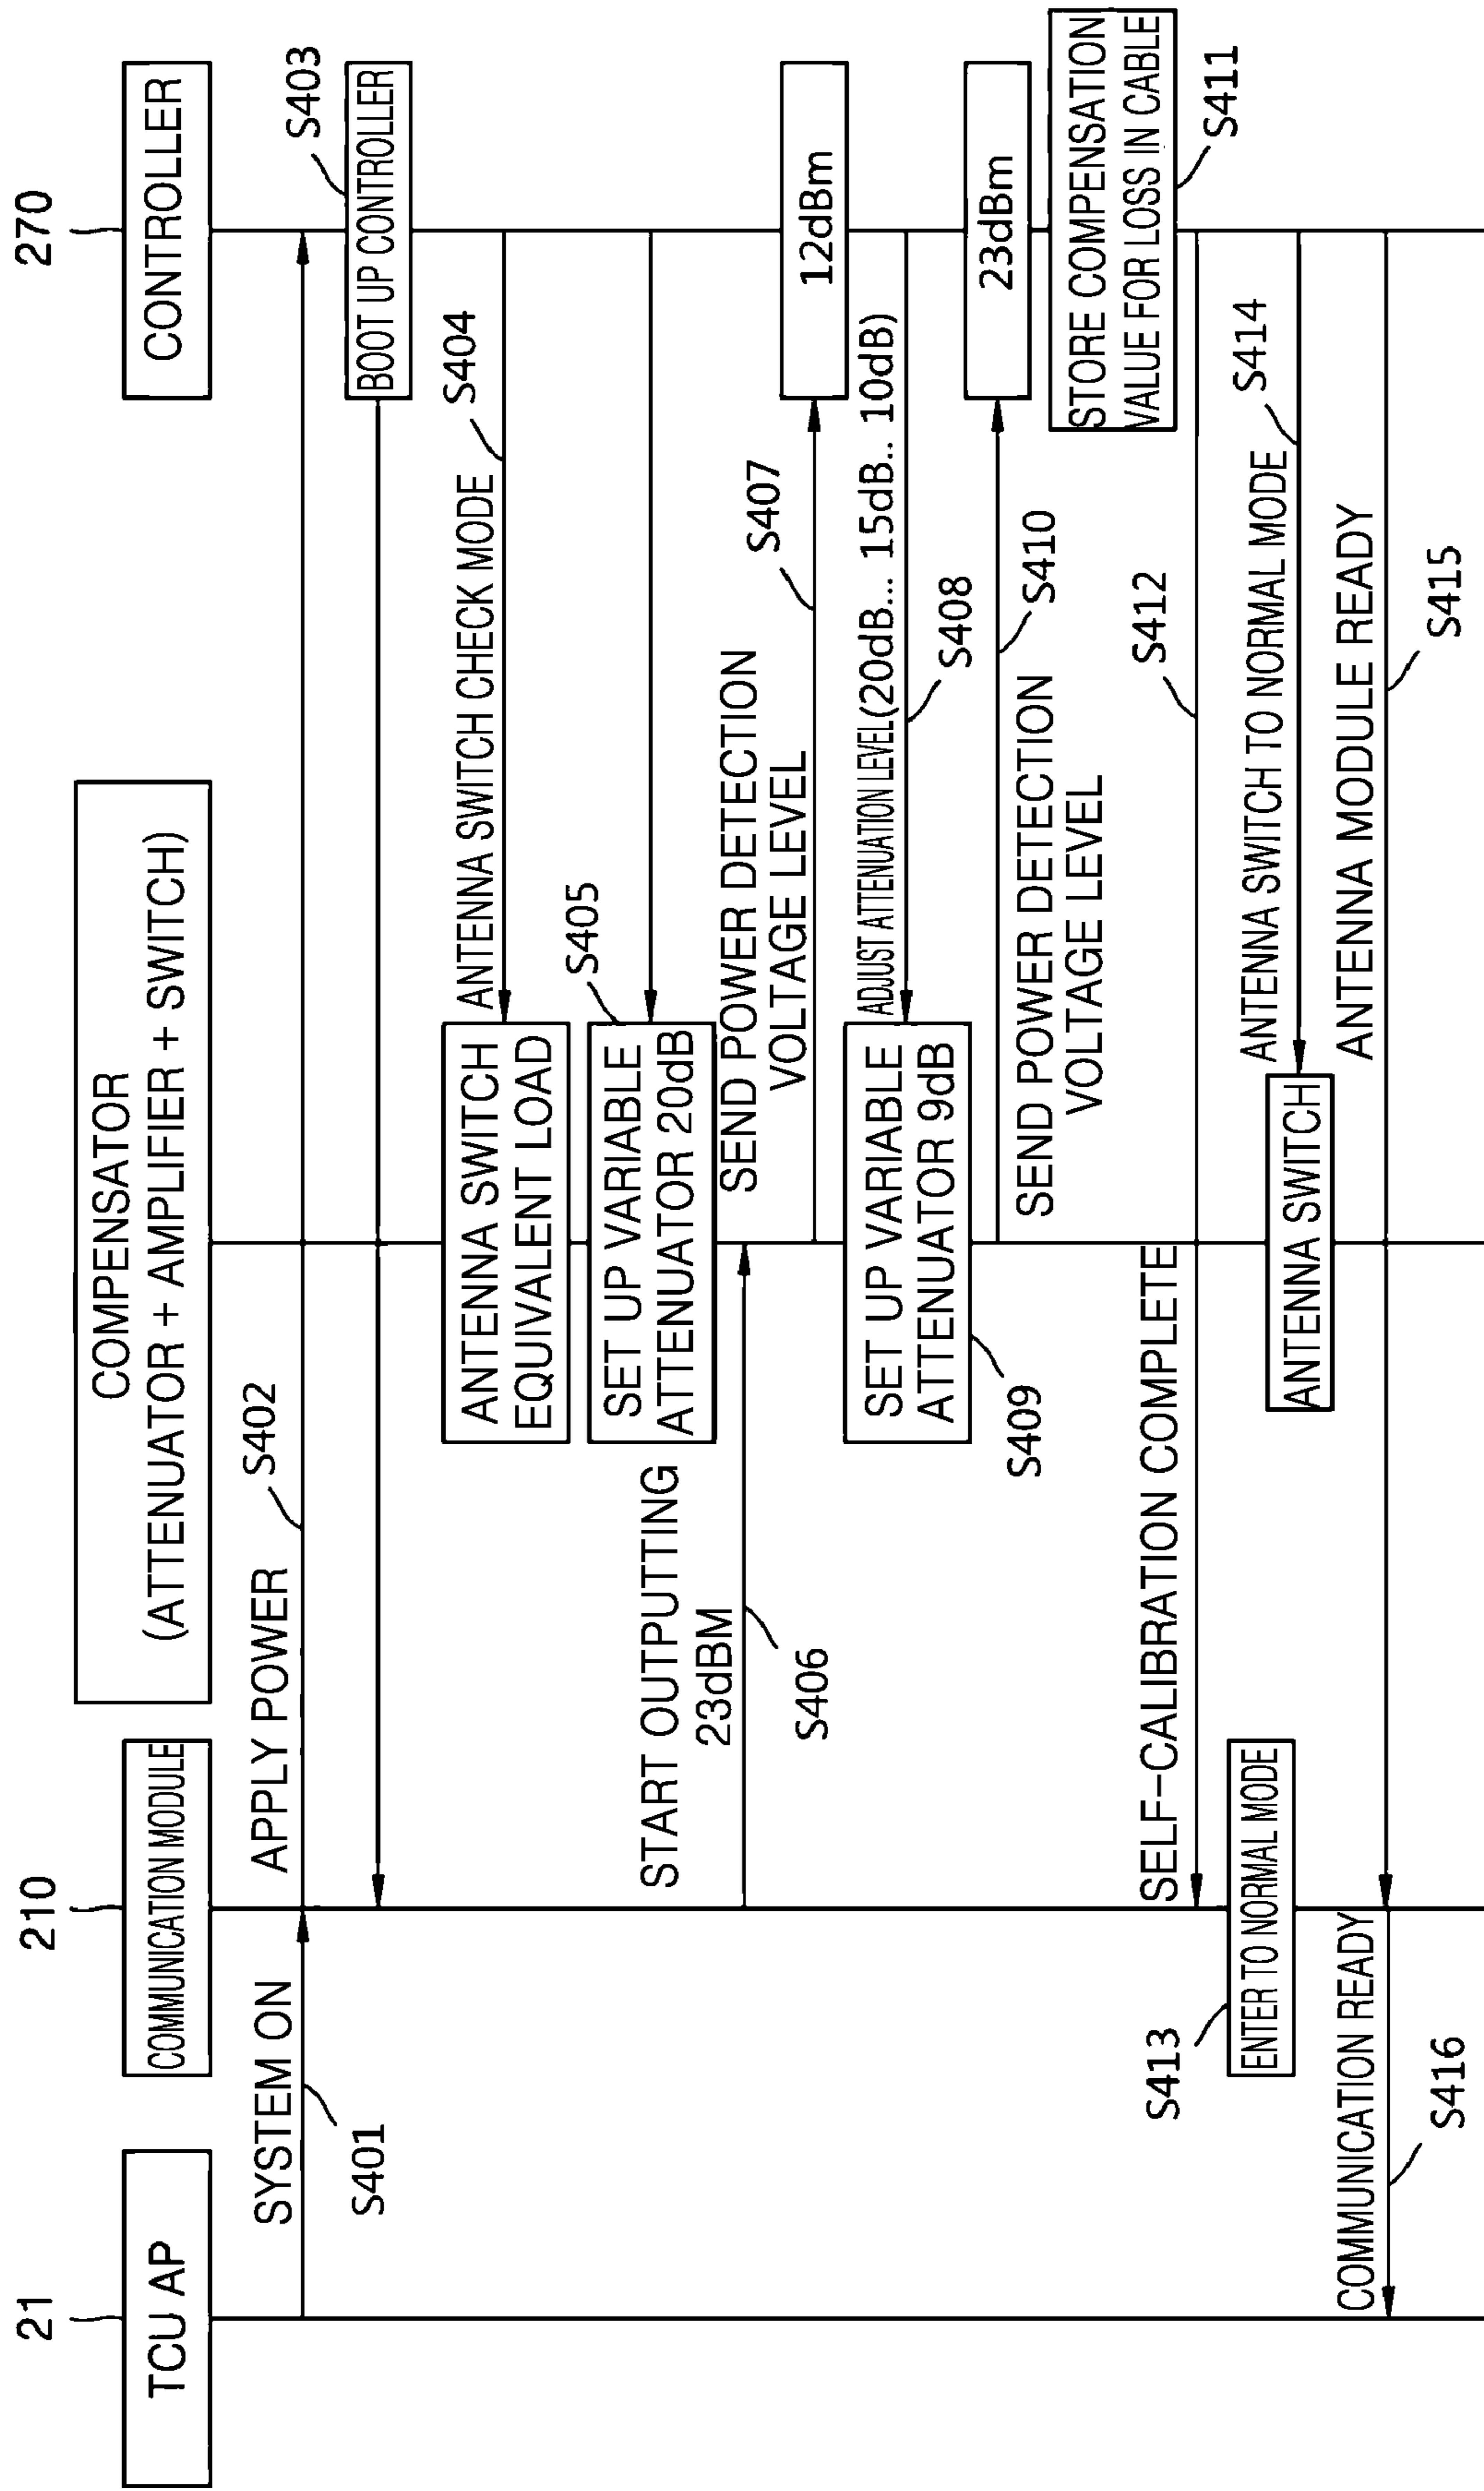 21
TCU AP
210
COMMUNICATION MODULE
COMPENSATOR
(ATTENUATOR + AMPLIFIER + SWITCH)
270
CONTROLLER
SYSTEM ON
S401
APPLY POWER
S402
S403
BOOT UP CONTROLLER
ANTENNA SWITCH CHECK MODE
S404
ANTENNA SWITCH
EQUIVALENT LOAD
S405
SET UP VARIABLE
ATTENUATOR 20dB
START OUTPUTTING
23dBM
S406
SEND POWER DETECTION
VOLTAGE LEVEL
S407
12dBm
ADJUST ATTENUATION LEVEL(20dB... 15dB.. 10dB)
S408
SET UP VARIABLE
ATTENUATOR 9dB
S409
SEND POWER DETECTION
VOLTAGE LEVEL
S410
23dBm
STORE COMPENSATION
VALUE FOR LOSS IN CABLE
S411
SELF-CALIBRATION COMPLETE
S412
S413
ENTER TO NORMAL MODE
ANTENNA SWITCH TO NORMAL MODE
S414
ANTENNA SWITCH
ANTENNA MODULE READY
S415
COMMUNICATION READY
S416